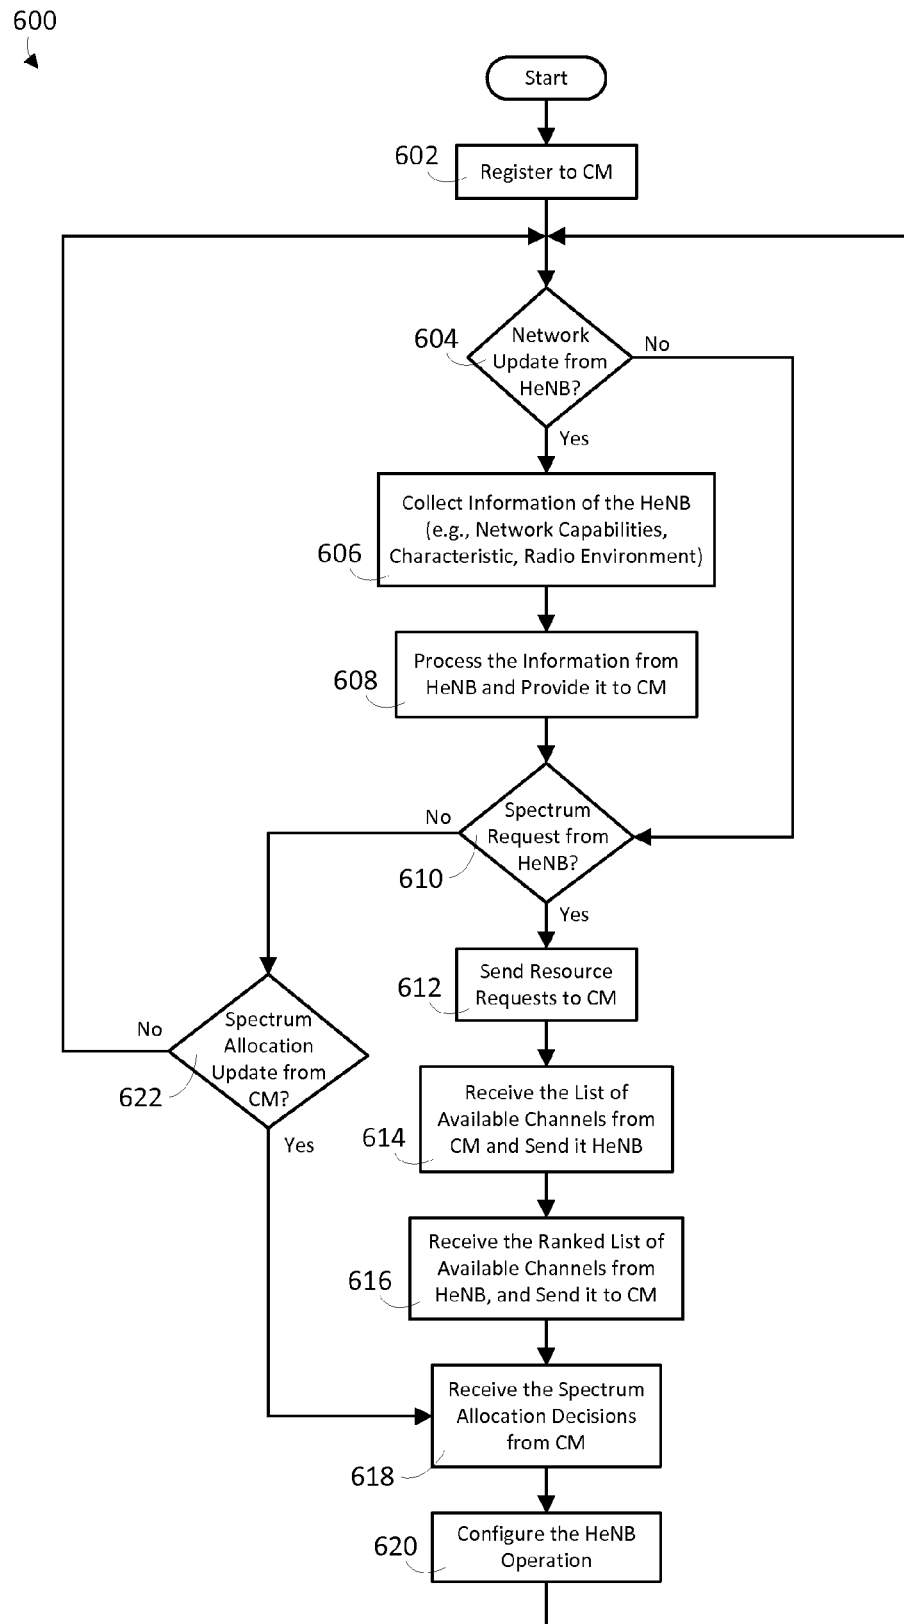 600
Start
602
Register to CM
604
Network
Update from
HeNB?
No
Yes
Collect Information of the HeNB
(e.g., Network Capabilities,
Characteristic, Radio Environment)
606
Process the Information from
HeNB and Provide it to CM
608
Spectrum
Request from
HeNB?
No
610
Yes
Send Resource
Requests to CM
612
Spectrum
Allocation
Update from
CM?
No
622
Yes
Receive the List of
Available Channels from
CM and Send it HeNB
614
Receive the Ranked List of
Available Channels from
HeNB, and Send it to CM
616
Receive the Spectrum
Allocation Decisions
from CM
618
Configure the HeNB
Operation
620